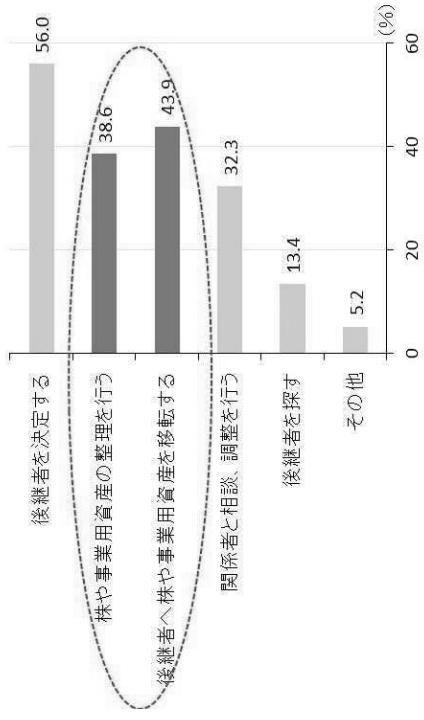 後継者を決定する 56.0
株や事業用資産の整理を行う 38.6
後継者へ株や事業用資産を移転する 43.9
関係者と相談、調整を行う 32.3
後継者を探す 13.4
その他 5.2
0 20 40 60
(%)